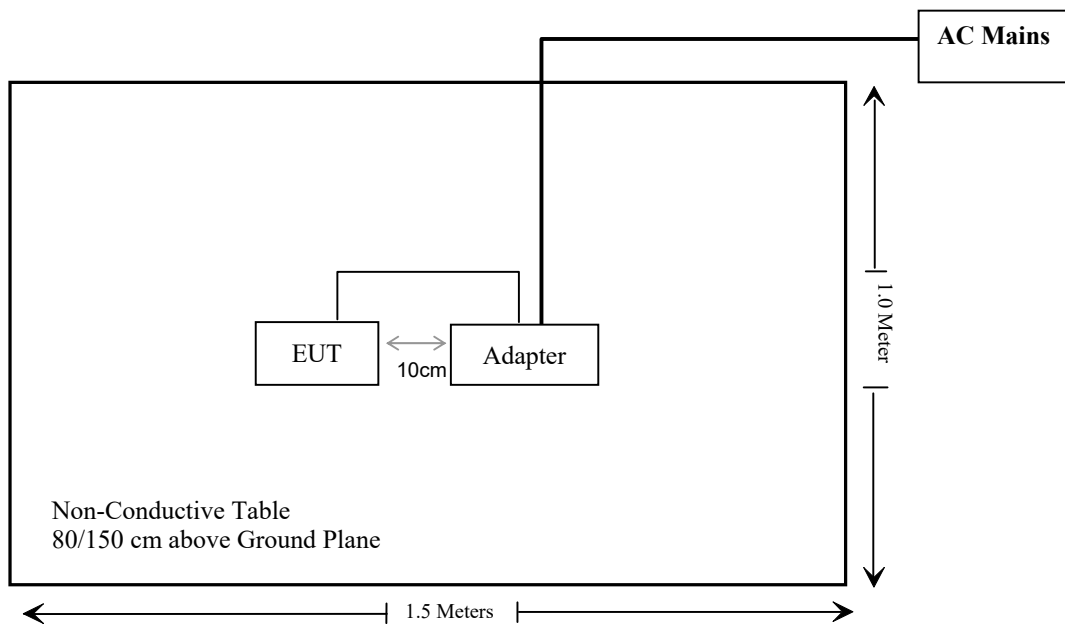 AC Mains
EUT
Adapter
10cm
1.0 Meter
Non-Conductive Table
80/150 cm above Ground Plane
1.5 Meters